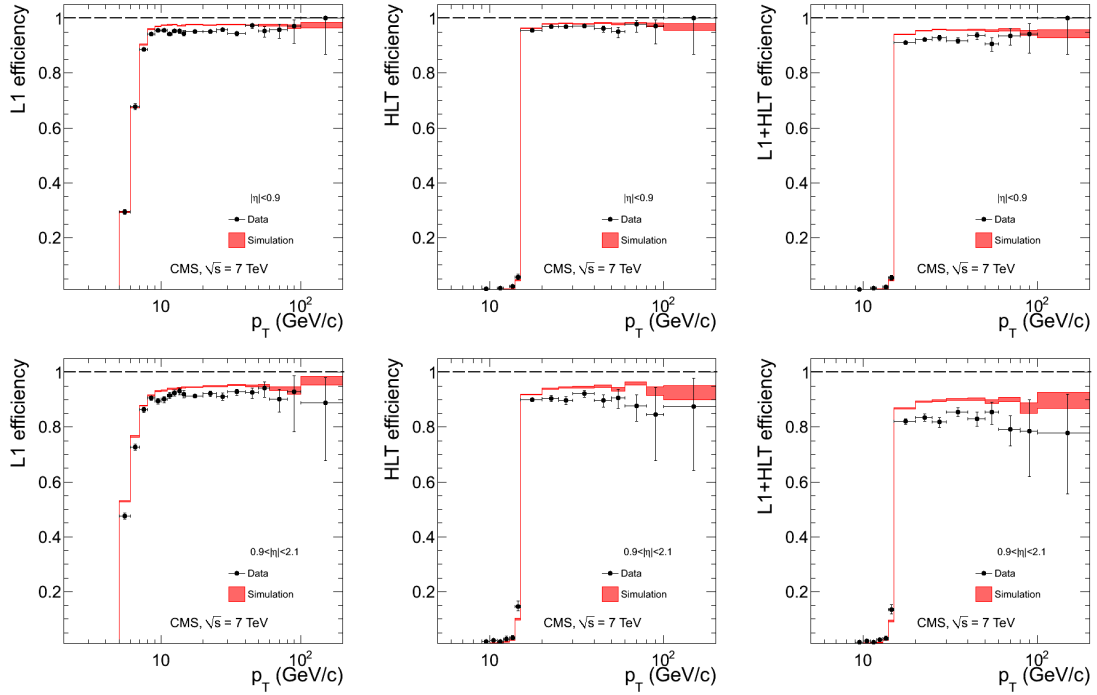 L1 efficiency
1
0.8
0.6
0.4
0.2
|η|<0.9
Data
Simulation
CMS, √s = 7 TeV
10
10²
p_T (GeV/c)
HLT efficiency
1
0.8
0.6
0.4
0.2
|η|<0.9
Data
Simulation
CMS, √s = 7 TeV
10
10²
p_T (GeV/c)
L1+HLT efficiency
1
0.8
0.6
0.4
0.2
|η|<0.9
Data
Simulation
CMS, √s = 7 TeV
10
10²
p_T (GeV/c)
L1 efficiency
1
0.8
0.6
0.4
0.2
0.9<|η|<2.1
Data
Simulation
CMS, √s = 7 TeV
10
10²
p_T (GeV/c)
HLT efficiency
1
0.8
0.6
0.4
0.2
0.9<|η|<2.1
Data
Simulation
CMS, √s = 7 TeV
10
10²
p_T (GeV/c)
L1+HLT efficiency
1
0.8
0.6
0.4
0.2
0.9<|η|<2.1
Data
Simulation
CMS, √s = 7 TeV
10
10²
p_T (GeV/c)